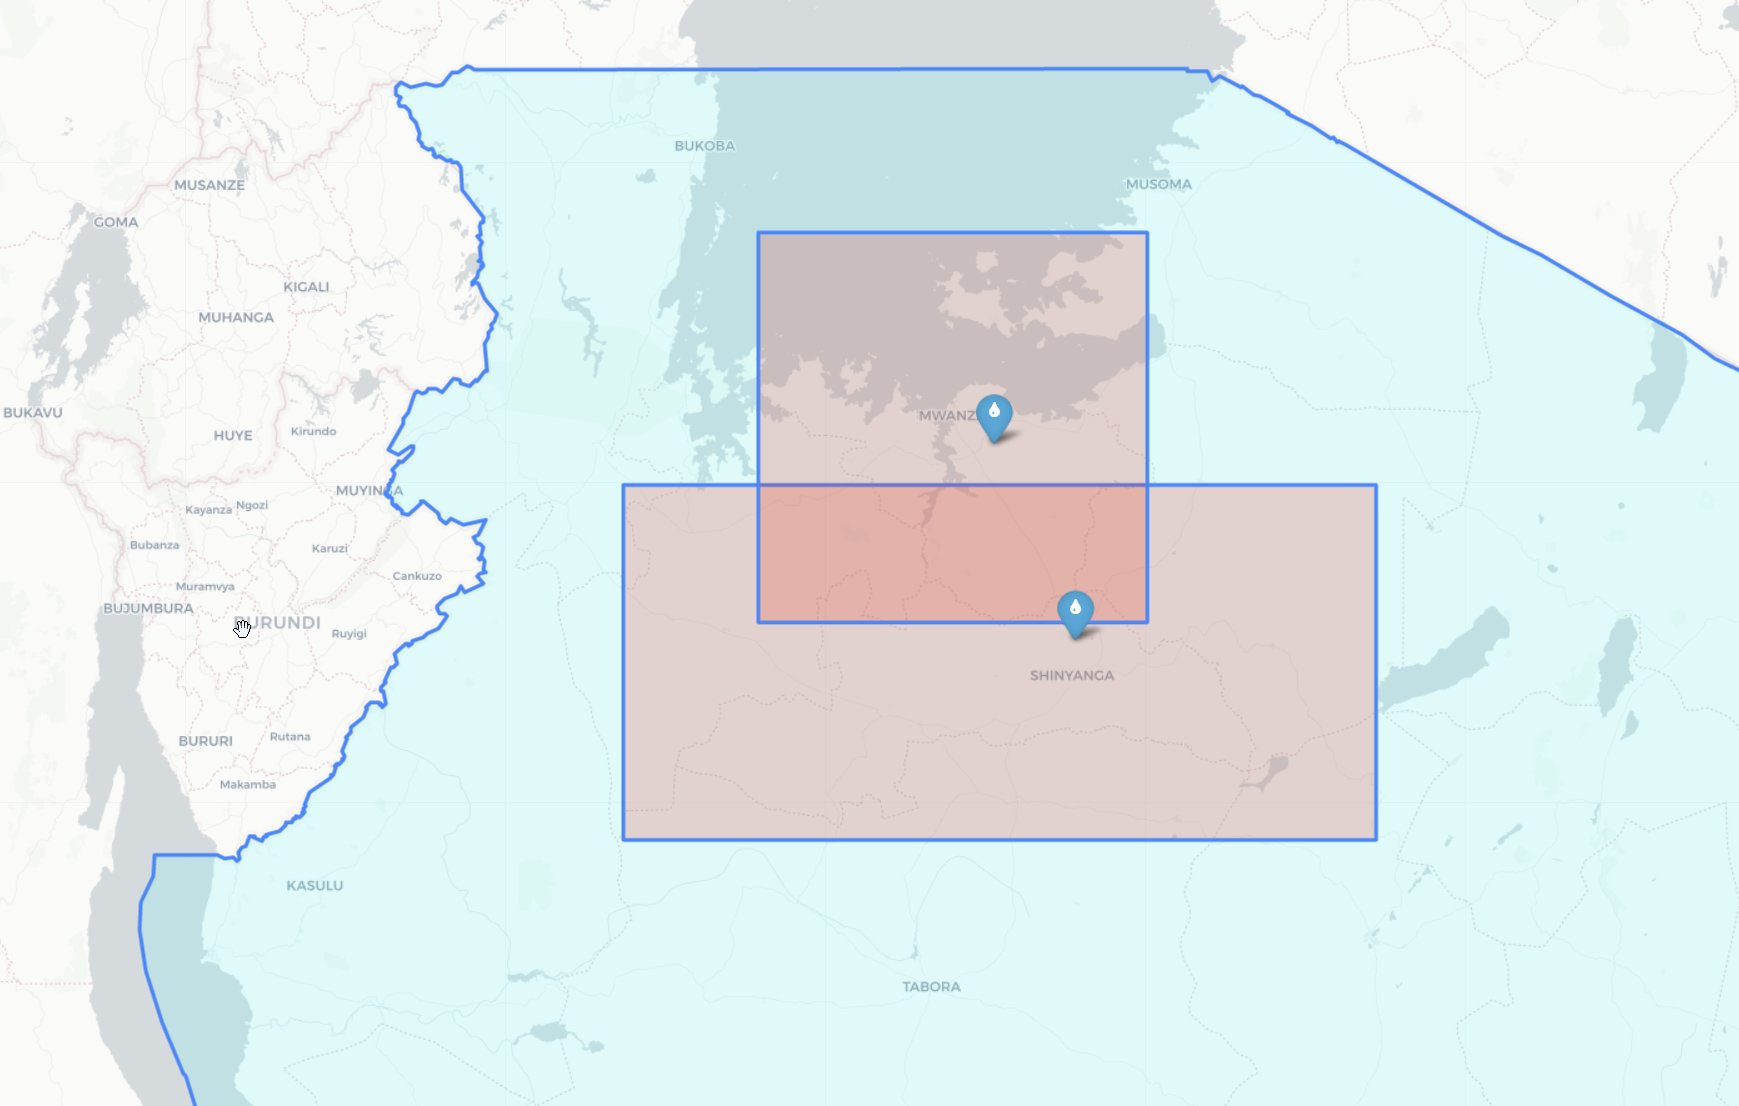 BUKOBA
MUSANZE
MUSOMA
GOMA
KIGALI
MUHANGA
BUKAVU
MWANZ
HUYE
Kirundo
MUYINGA
Kayanza
Ngozi
Bubanza
Karuzi
Cankuzo
Muramvya
BUJUMBURA
BURUNDI
Ruyigi
SHINYANGA
BURURI
Rutana
Makamba
KASULU
TABORA